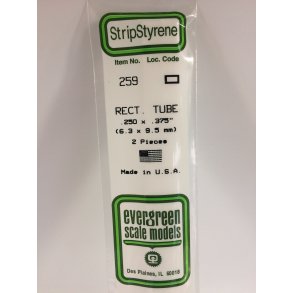 StripStyrene
Item No. Loc. Code
259
RECT. TUBE
.250 x .375"
(6.3 x 9.5 mm)
2 Pieces
Made in U.S.A.
evergreen
scale models
Des Plaines, IL 60018